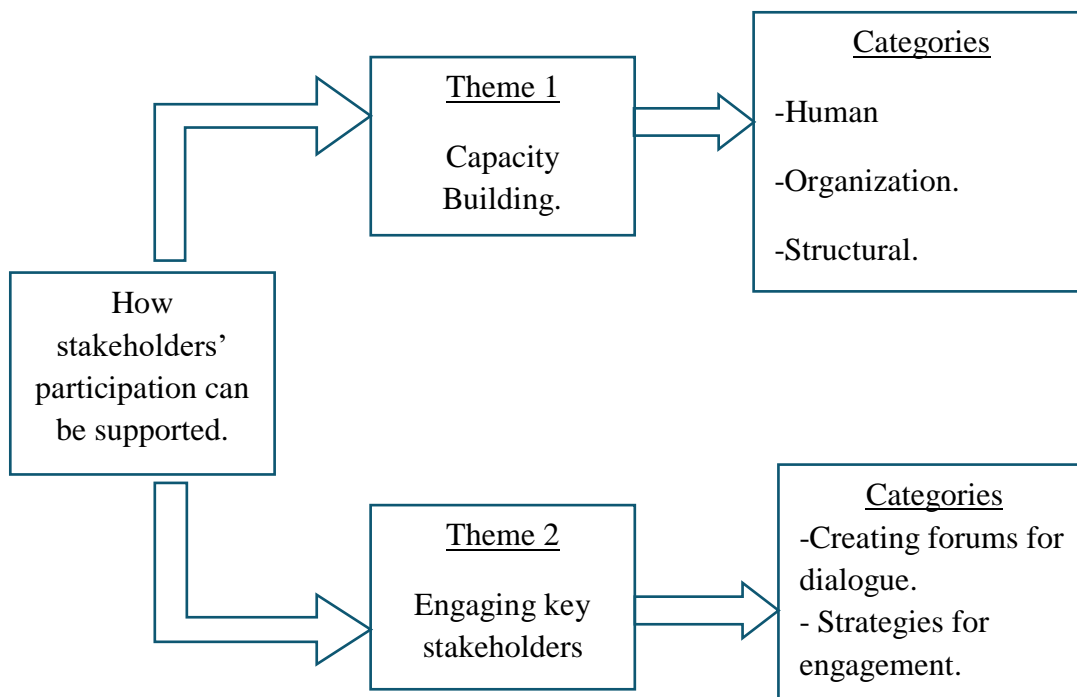 How
stakeholders’
participation can
be supported.
Theme 1
Capacity
Building.
Categories
-Human
-Organization.
-Structural.
Theme 2
Engaging key
stakeholders
Categories
-Creating forums for
dialogue.
- Strategies for
engagement.